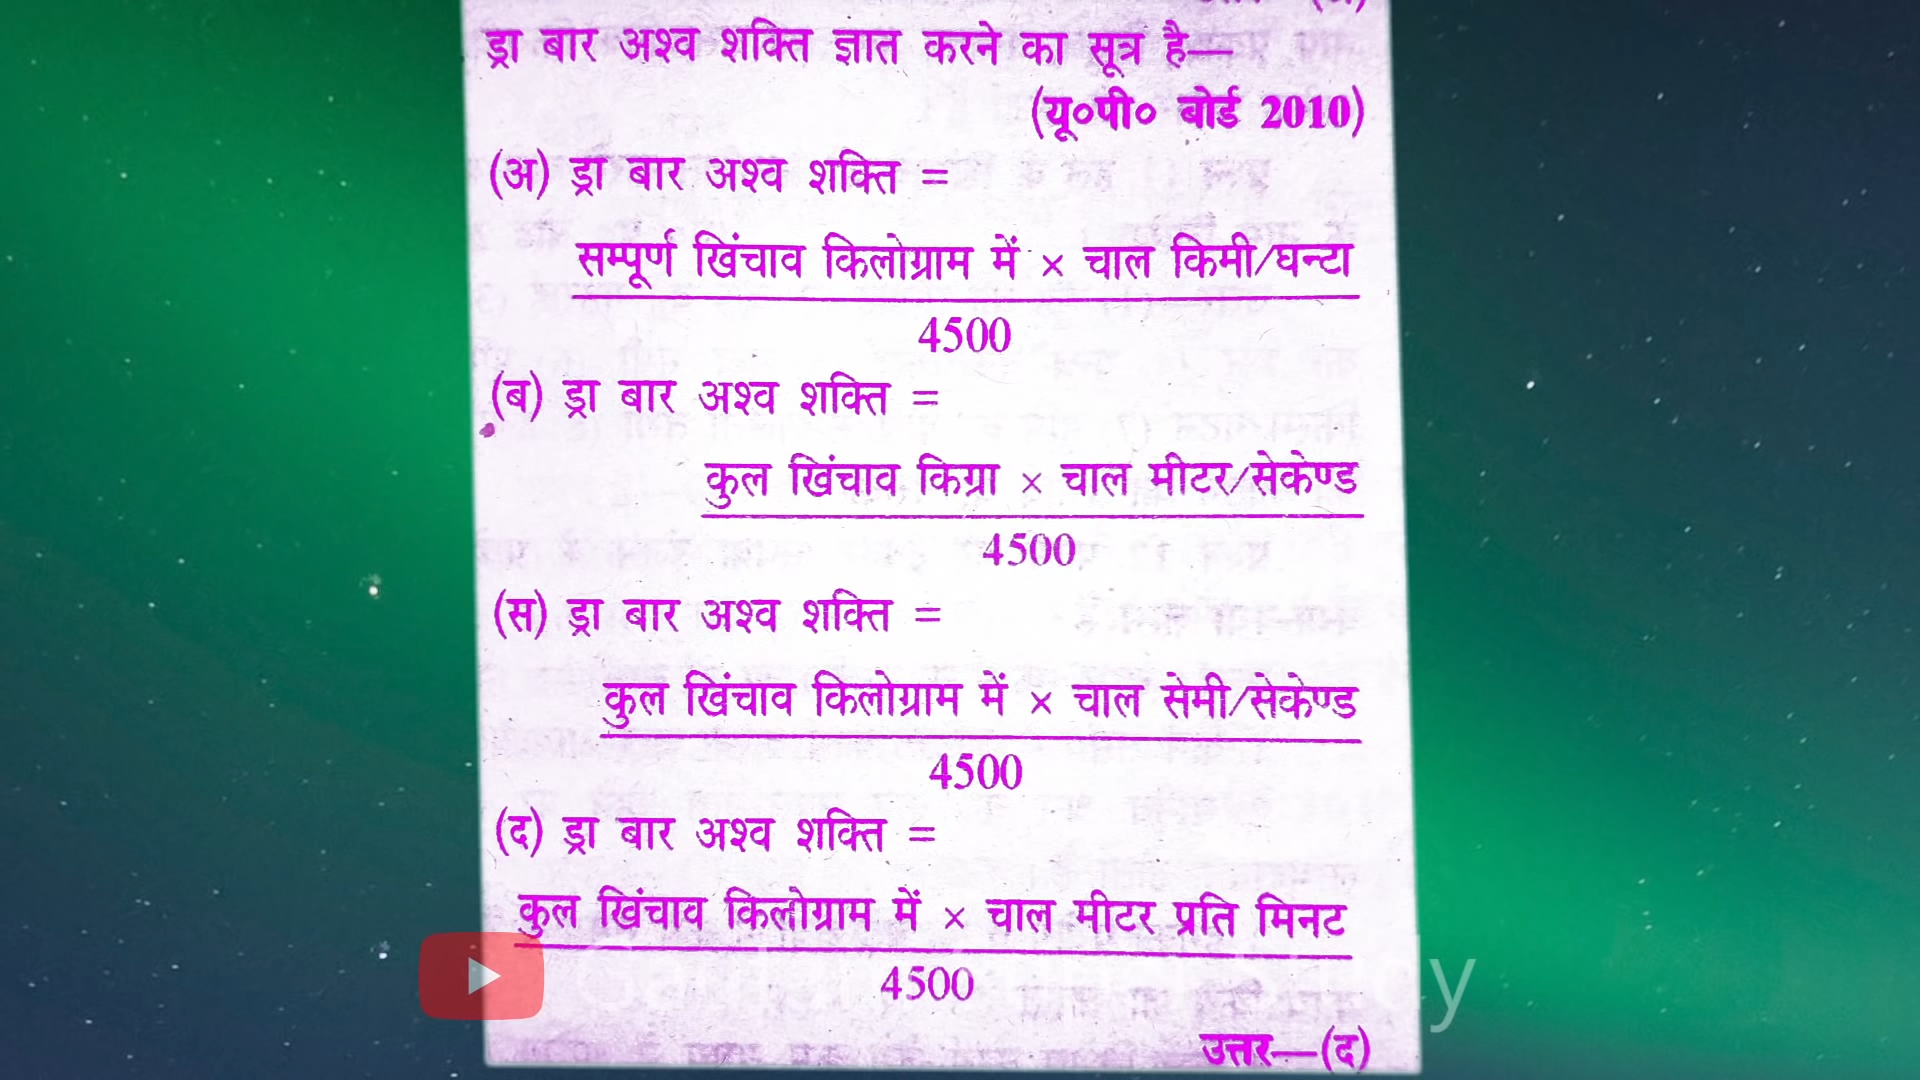 ड्रा बार अश्व शक्ति ज्ञात करने का सूत्र है—
(यू०पी० बोर्ड 2010)
(अ) ड्रा बार अश्व शक्ति =
सम्पूर्ण खिंचाव किलोग्राम में × चाल किमी/घन्टा
4500
(ब) ड्रा बार अश्व शक्ति =
कुल खिंचाव किग्रा × चाल मीटर/सेकेण्ड
4500
(स) ड्रा बार अश्व शक्ति =
कुल खिंचाव किलोग्राम में × चाल सेमी/सेकेण्ड
4500
(द) ड्रा बार अश्व शक्ति =
कुल खिंचाव किलोग्राम में × चाल मीटर प्रति मिनट
4500
उत्तर—(द)